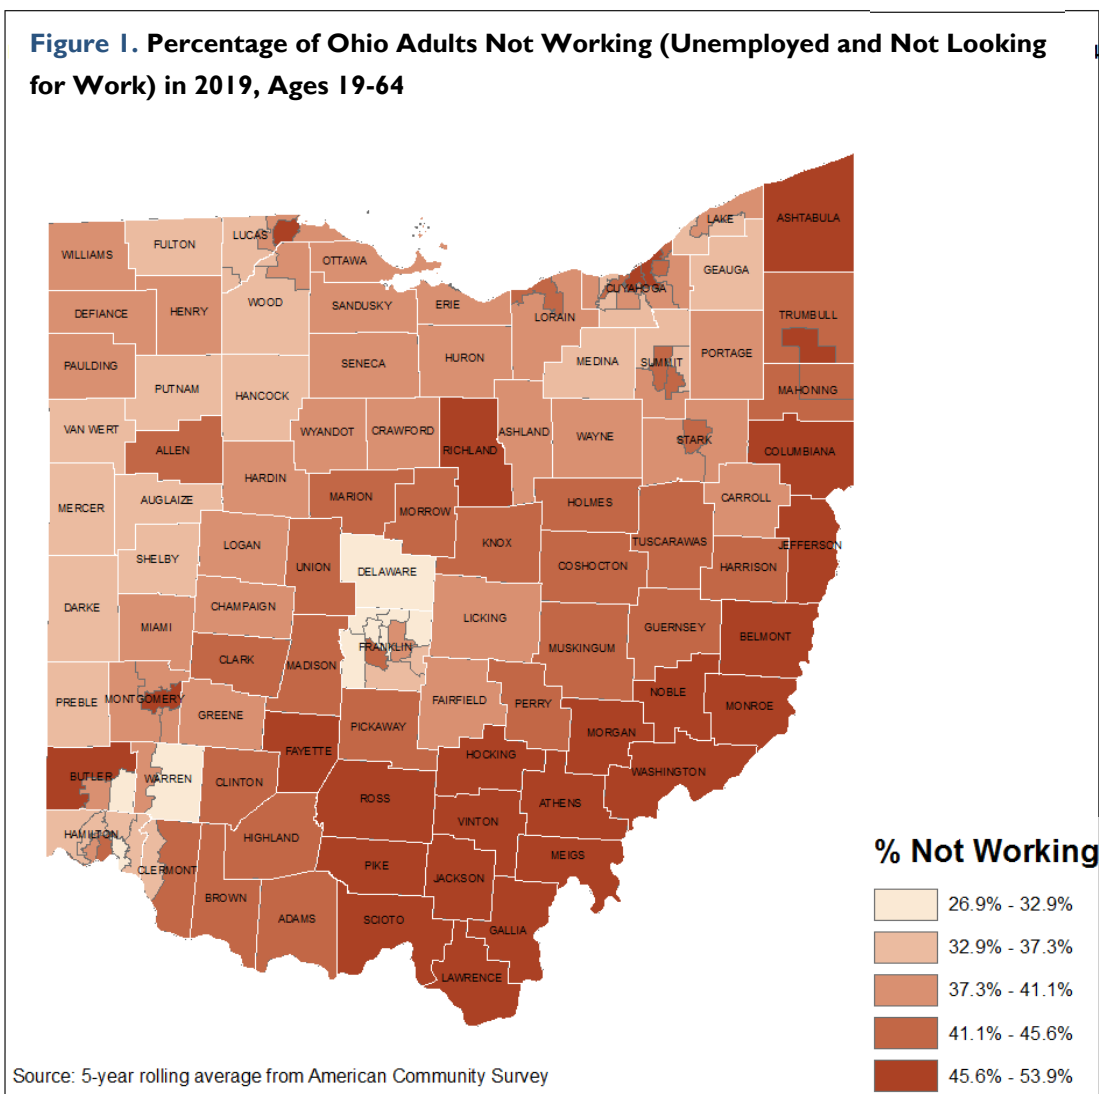 Figure 1. Percentage of Ohio Adults Not Working (Unemployed and Not Looking
for Work) in 2019, Ages 19-64
ASHTABULA
LAKE
LUCAS
FULTON
WILLIAMS
OTTAWA
GEAUGA
CUYAHOGA
WOOD
SANDUSKY
ERIE
HENRY
DEFIANCE
LORAIN
TRUMBULL
PORTAGE
HURON
MEDINA
SUMMIT
SENECA
PAULDING
PUTNAM
MAHONING
HANCOCK
VAN WERT
WYANDOT
CRAWFORD
ASHLAND
WAYNE
STARK
ALLEN
RICHLAND
COLUMBIANA
HARDIN
MERCER
AUGLAIZE
MARION
MORROW
HOLMES
CARROLL
KNOX
TUSCARAWAS
JEFFERSON
LOGAN
SHELBY
UNION
DELAWARE
COSHOCTON
HARRISON
DARKE
CHAMPAIGN
LICKING
MIAMI
GUERNSEY
BELMONT
FRANKLIN
MUSKINGUM
CLARK
MADISON
NOBLE
PREBLE
MONTGOMERY
FAIRFIELD
PERRY
MONROE
GREENE
PICKAWAY
MORGAN
FAYETTE
HOCKING
BUTLER
WARREN
CLINTON
WASHINGTON
ROSS
ATHENS
VINTON
HAMILTON
HIGHLAND
MEIGS
PIKE
CLERMONT
JACKSON
BROWN
ADAMS
SCIOTO
GALLIA
LAWRENCE
% Not Working
26.9% - 32.9%
32.9% - 37.3%
37.3% - 41.1%
41.1% - 45.6%
45.6% - 53.9%
Source: 5-year rolling average from American Community Survey